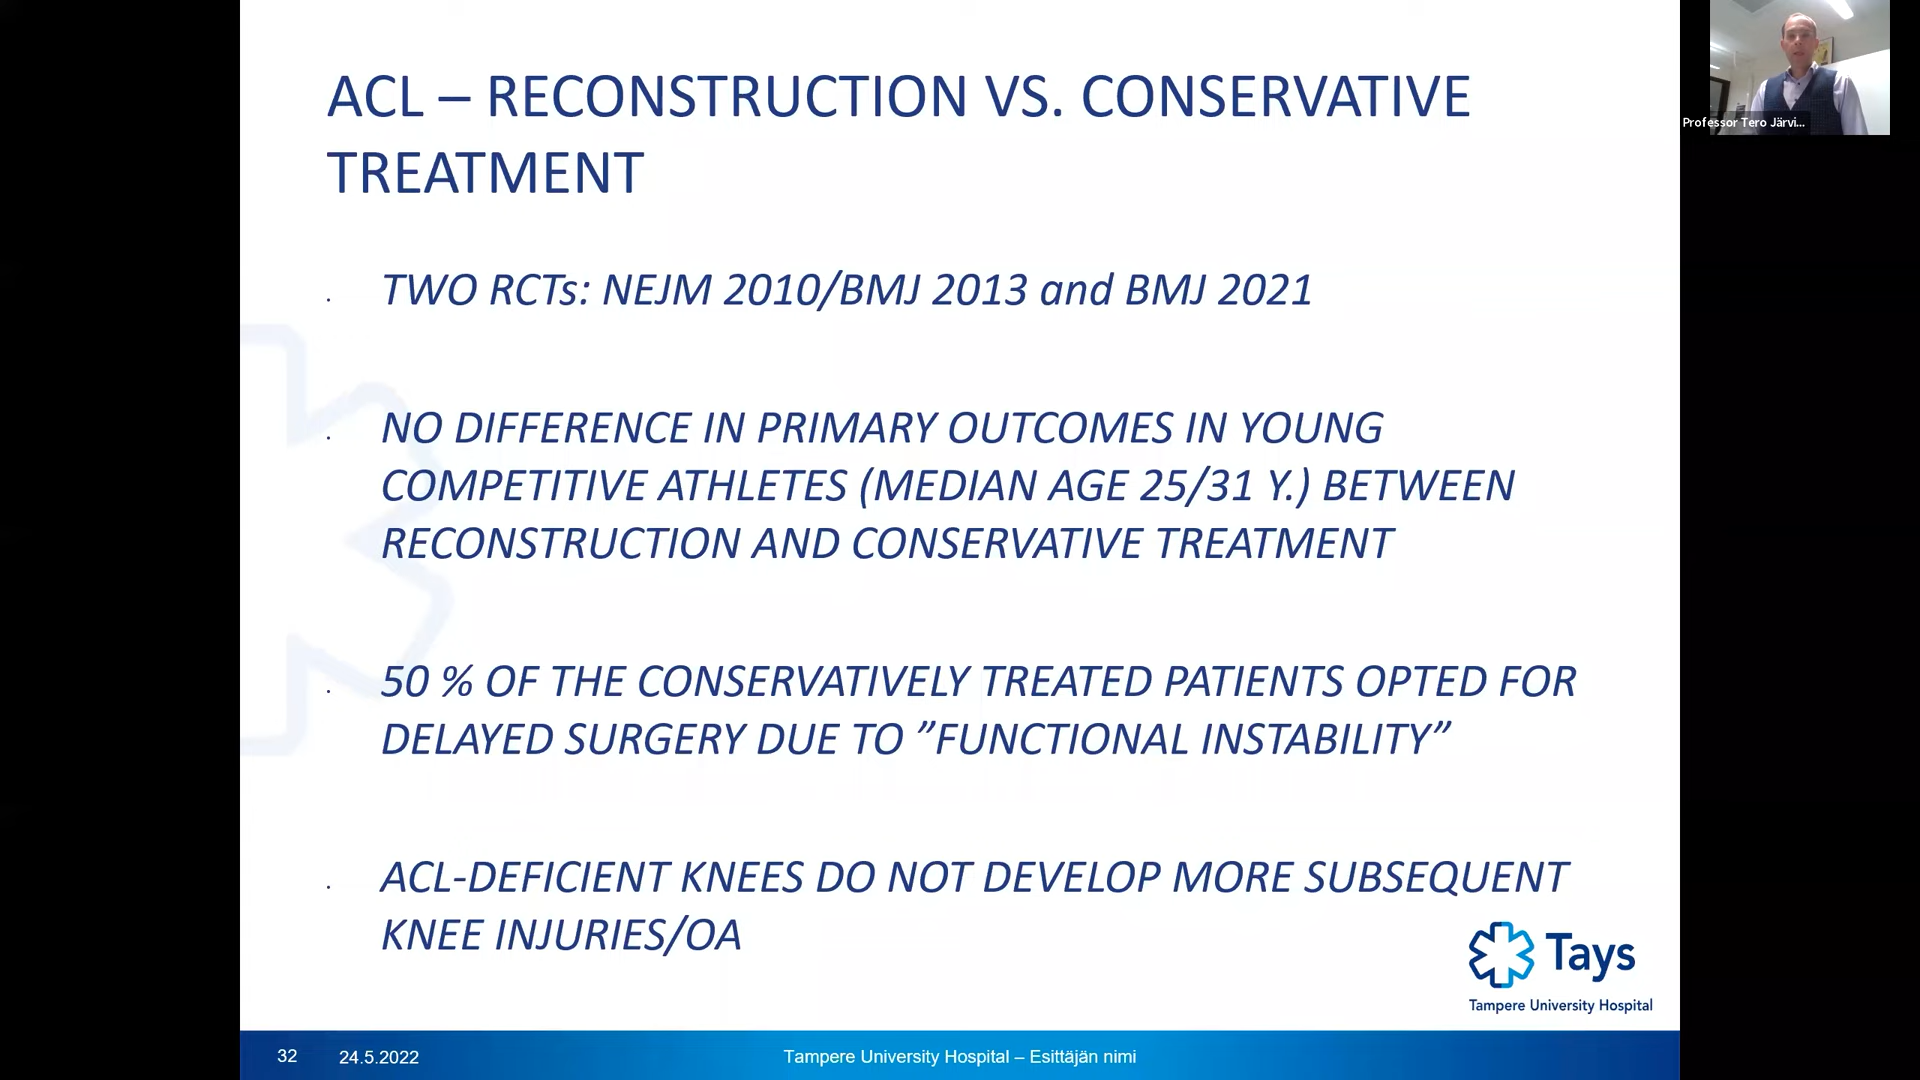 ACL – RECONSTRUCTION VS. CONSERVATIVE
TREATMENT
Professor Tero Järvi...
TWO RCTs: NEJM 2010/BMJ 2013 and BMJ 2021
NO DIFFERENCE IN PRIMARY OUTCOMES IN YOUNG
COMPETITIVE ATHLETES (MEDIAN AGE 25/31 Y.) BETWEEN
RECONSTRUCTION AND CONSERVATIVE TREATMENT
50 % OF THE CONSERVATIVELY TREATED PATIENTS OPTED FOR
DELAYED SURGERY DUE TO ”FUNCTIONAL INSTABILITY”
ACL-DEFICIENT KNEES DO NOT DEVELOP MORE SUBSEQUENT
KNEE INJURIES/OA
Tays
Tampere University Hospital
32 24.5.2022 Tampere University Hospital – Esittäjän nimi